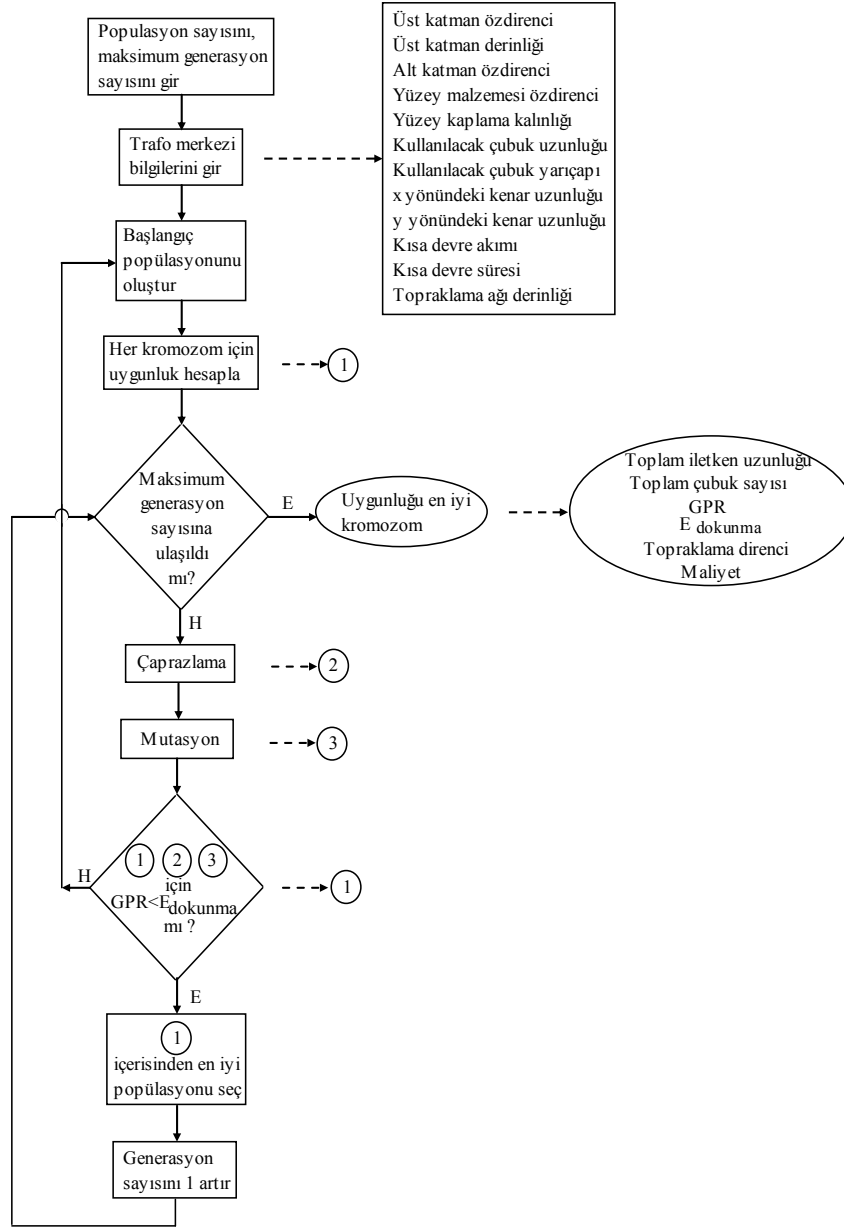 Populasyon sayısını,
maksimum generasyon
sayısını gir
Üst katman özdirenci
Üst katman derinliği
Alt katman özdirenci
Yüzey malzemesi özdirenci
Yüzey kaplama kalınlığı
Kullanılacak çubuk uzunluğu
Kullanılacak çubuk yarıçapı
x yönündeki kenar uzunluğu
y yönündeki kenar uzunluğu
Kısa devre akımı
Kısa devre süresi
Topraklama ağı derinliği
Trafo merkezi
bilgilerini gir
Başlangıç
popülasyonunu
oluştur
Her kromozom için
uygunluk hesapla
1
Maksimum
generasyon
sayısına
ulaşıldı
mı?
E
Uygunluğu en iyi
kromozom
Toplam iletken uzunluğu
Toplam çubuk sayısı
GPR
E dokunma
Topraklama direnci
Maliyet
H
Çaprazlama
2
Mutasyon
3
1 2 3
için
GPR<E dokunma
mı ?
H
1
E
1
içerisinden en iyi
popülasyonu seç
Generasyon
sayısını 1 artır